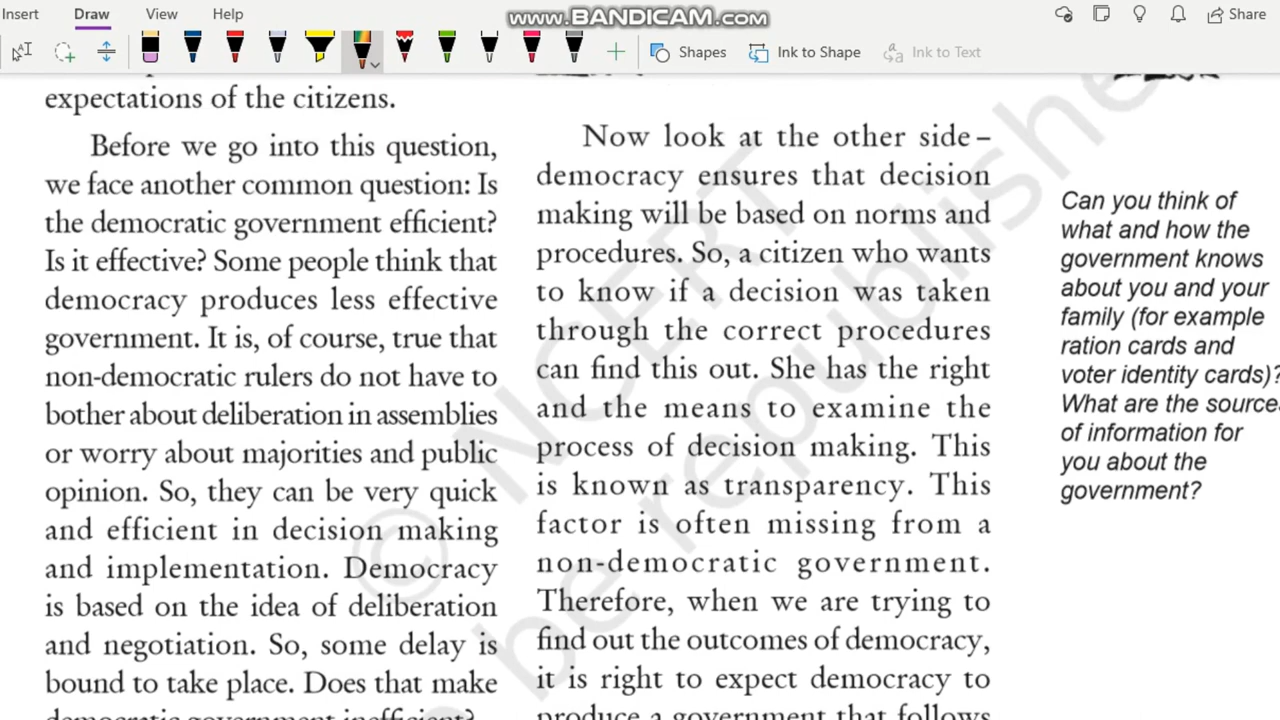 Insert Draw View Help
www.BANDICAM.com
Share
Shapes Ink to Shape Ink to Text
expectations of the citizens.
Before we go into this question,
we face another common question: Is
the democratic government efficient?
Is it effective? Some people think that
democracy produces less effective
government. It is, of course, true that
non-democratic rulers do not have to
bother about deliberation in assemblies
or worry about majorities and public
opinion. So, they can be very quick
and efficient in decision making
and implementation. Democracy
is based on the idea of deliberation
and negotiation. So, some delay is
bound to take place. Does that make
democratic government inefficient?
Now look at the other side –
democracy ensures that decision
making will be based on norms and
procedures. So, a citizen who wants
to know if a decision was taken
through the correct procedures
can find this out. She has the right
and the means to examine the
process of decision making. This
is known as transparency. This
factor is often missing from a
non-democratic government.
Therefore, when we are trying to
find out the outcomes of democracy,
it is right to expect democracy to
produce a government that follows
Can you think of
what and how the
government knows
about you and your
family (for example
ration cards and
voter identity cards)?
What are the sources
of information for
you about the
government?
© NCERT
be republishe